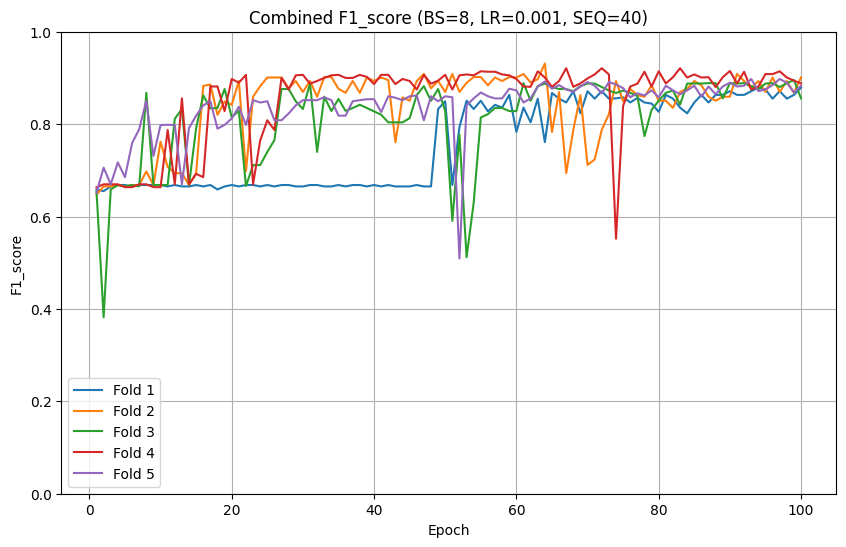 Combined F1_score (BS=8, LR=0.001, SEQ=40)
F1_score
1.0
0.8
0.6
0.4
0.2
0.0
Fold 1
Fold 2
Fold 3
Fold 4
Fold 5
0 20 40 60 80 100
Epoch